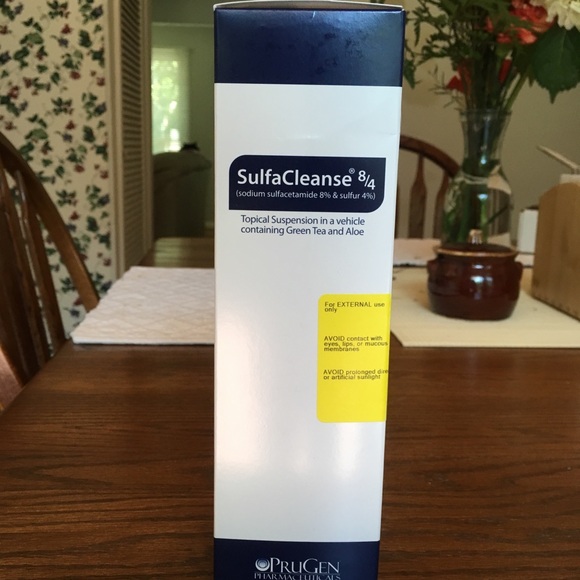 SulfaCleanse® 8/4
(sodium sulfacetamide 8% & sulfur 4%)
Topical Suspension in a vehicle
containing Green Tea and Aloe
For EXTERNAL use
only
AVOID contact with
eyes, lips, or mucous
membranes
AVOID prolonged
or artificial sunlight
PRUGEN
PHARMACEUTICALS